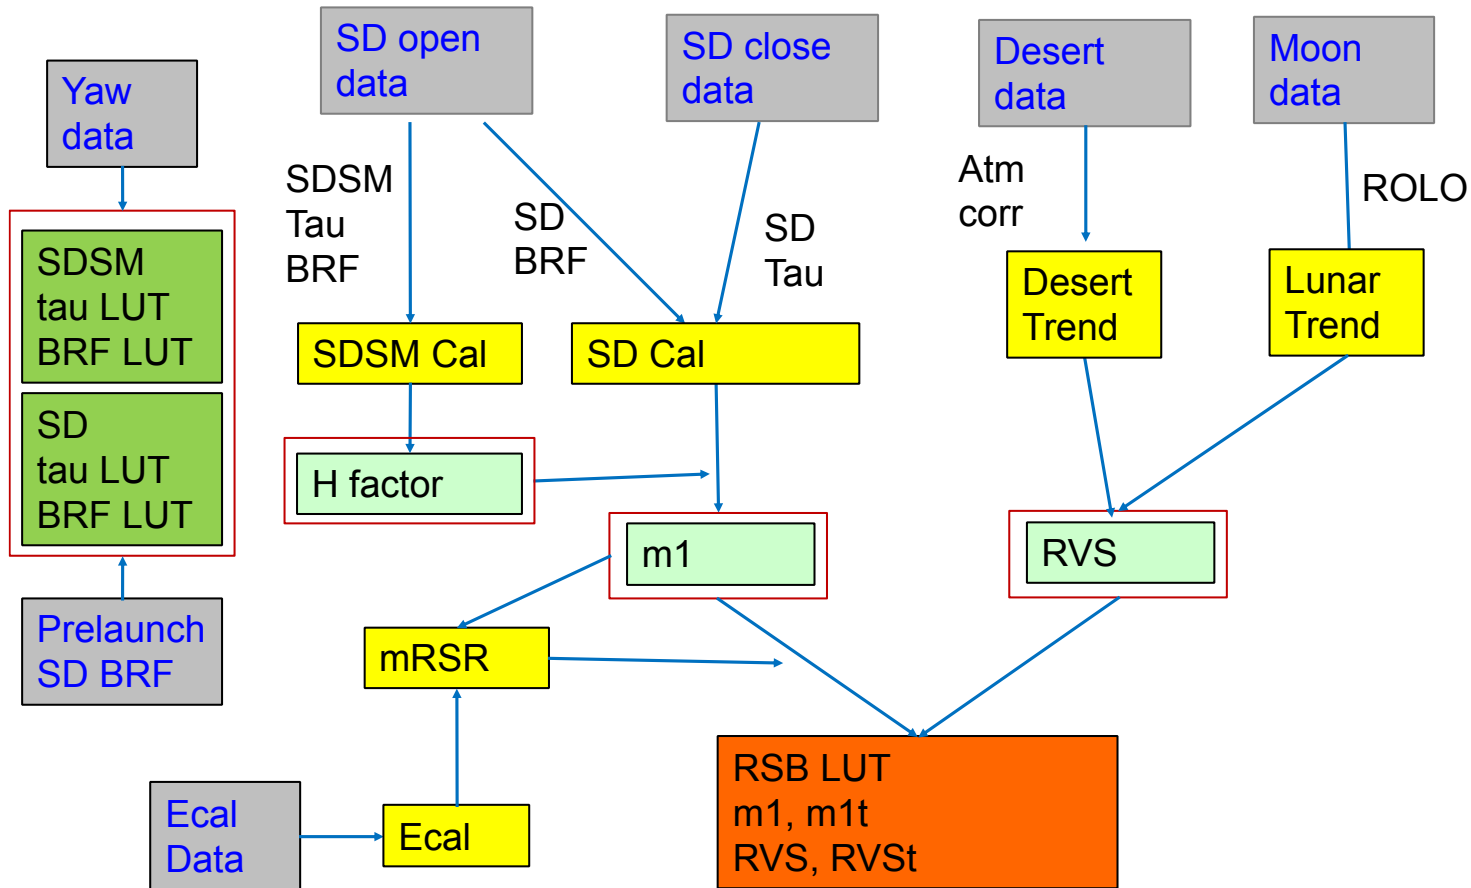 SD open
data
SD close
data
Desert
data
Moon
data
Yaw
data
SDSM
Tau
BRF
SD
BRF
SD
Tau
Atm
corr
ROLO
SDSM
tau LUT
BRF LUT
SD
tau LUT
BRF LUT
SDSM Cal
SD Cal
Desert
Trend
Lunar
Trend
H factor
m1
RVS
Prelaunch
SD BRF
mRSR
Ecal
Data
Ecal
RSB LUT
m1, m1t
RVS, RVSt